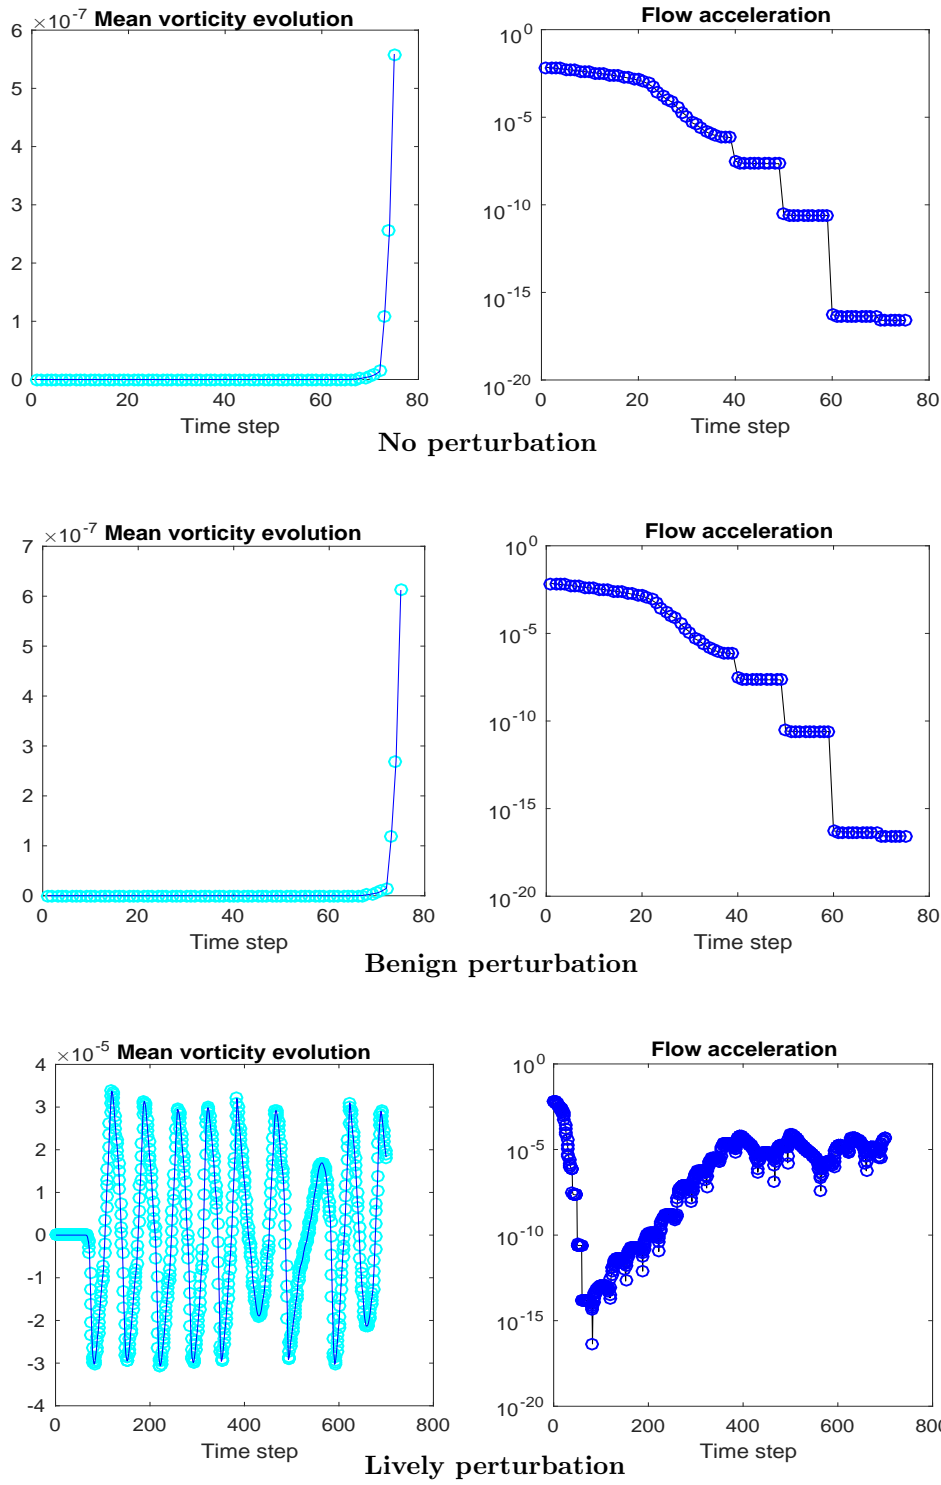 ×10^-7 Mean vorticity evolution
6
5
4
3
2
1
0
0 20 40 60 80
Time step
Flow acceleration
10^0
10^-5
10^-10
10^-15
10^-20
0 20 40 60 80
Time step
No perturbation
×10^-7 Mean vorticity evolution
7
6
5
4
3
2
1
0
0 20 40 60 80
Time step
Flow acceleration
10^0
10^-5
10^-10
10^-15
10^-20
0 20 40 60 80
Time step
Benign perturbation
×10^-5 Mean vorticity evolution
4
3
2
1
0
-1
-2
-3
-4
0 200 400 600 800
Time step
Flow acceleration
10^0
10^-5
10^-10
10^-15
10^-20
0 200 400 600 800
Time step
Lively perturbation